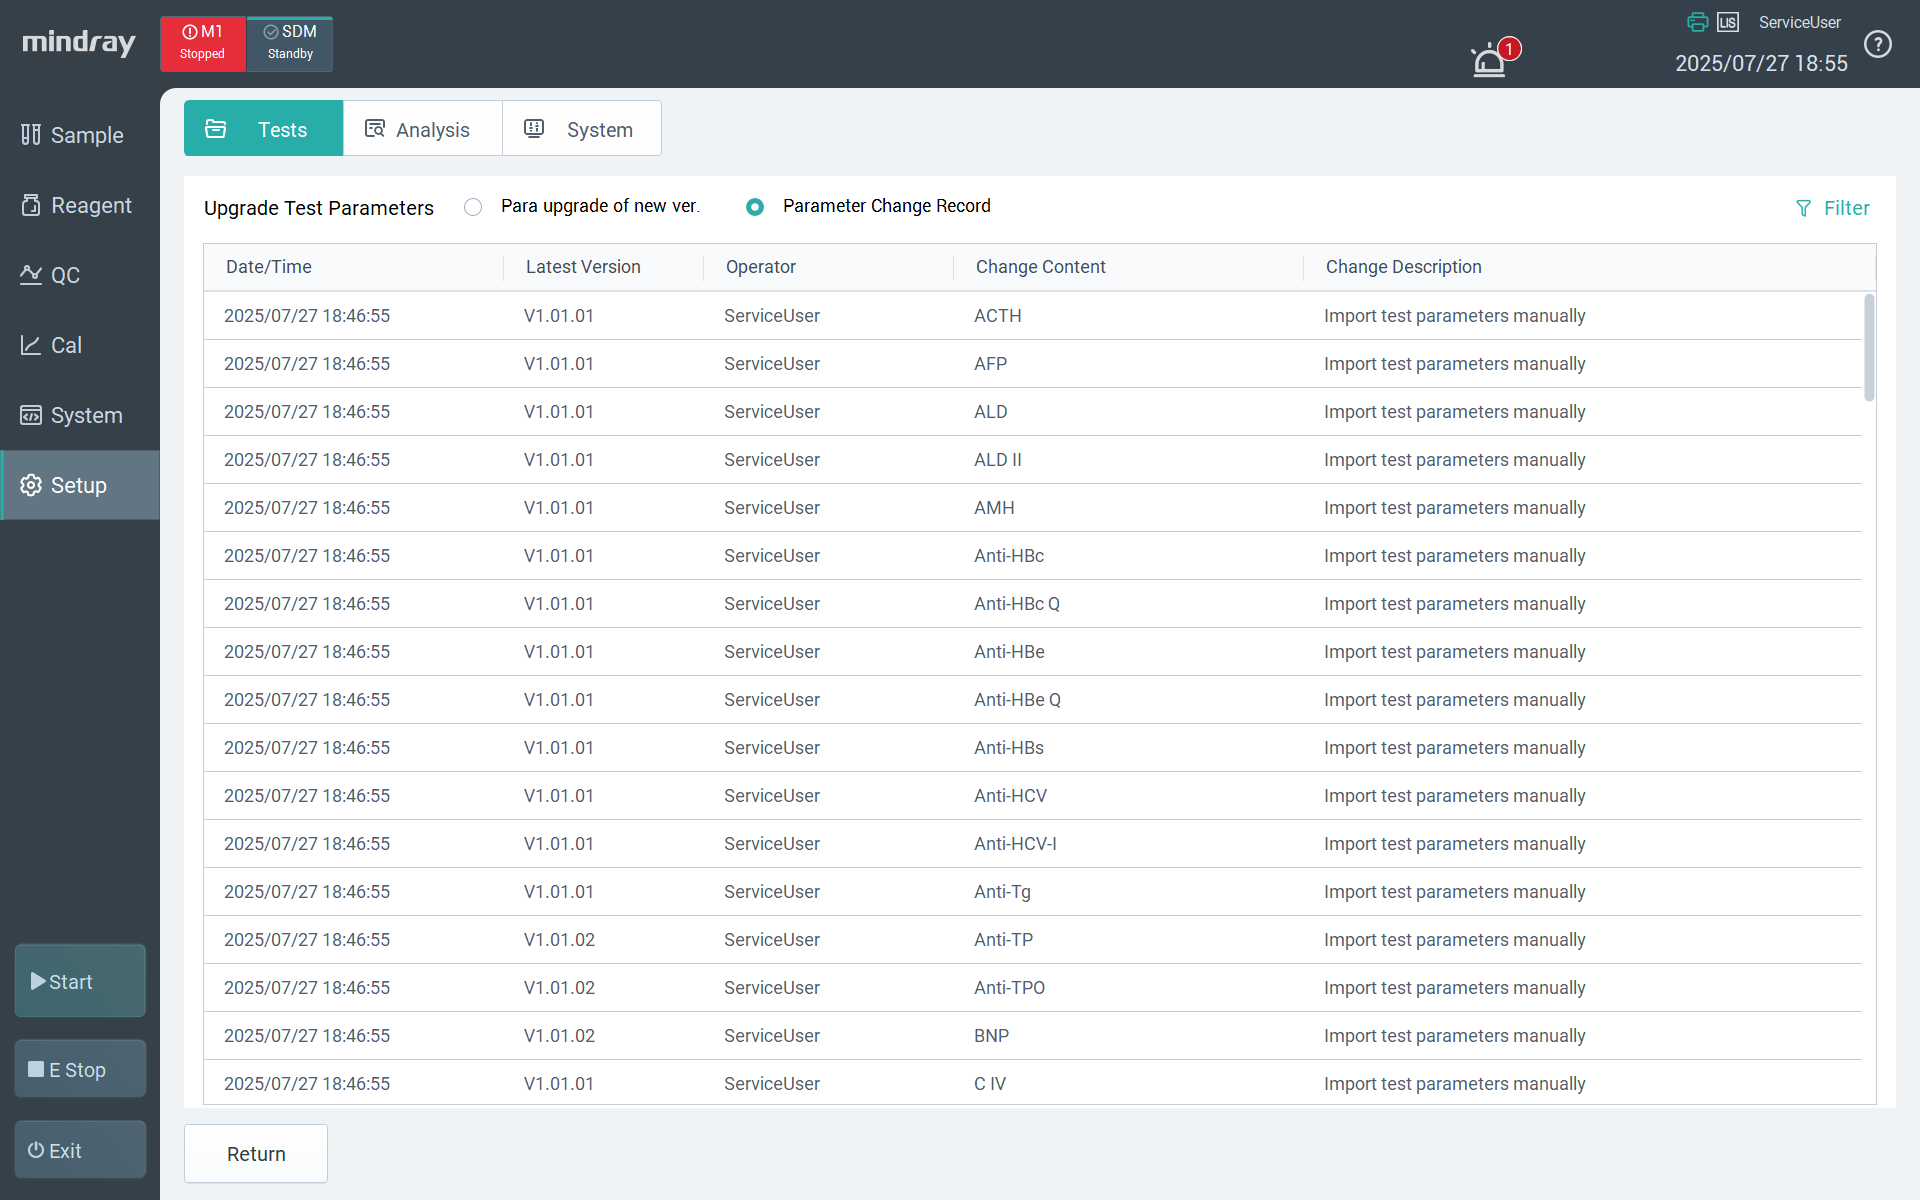 mindray
M1
Stopped
SDM
Standby
1
LIS
ServiceUser
2025/07/27 18:55
?
Sample
Reagent
QC
Cal
System
Setup
Start
E Stop
Exit
Tests
Analysis
System
Upgrade Test Parameters
Para upgrade of new ver.
Parameter Change Record
Filter
Date/Time Latest Version Operator Change Content Change Description
2025/07/27 18:46:55 V1.01.01 ServiceUser ACTH Import test parameters manually
2025/07/27 18:46:55 V1.01.01 ServiceUser AFP Import test parameters manually
2025/07/27 18:46:55 V1.01.01 ServiceUser ALD Import test parameters manually
2025/07/27 18:46:55 V1.01.01 ServiceUser ALD II Import test parameters manually
2025/07/27 18:46:55 V1.01.01 ServiceUser AMH Import test parameters manually
2025/07/27 18:46:55 V1.01.01 ServiceUser Anti-HBc Import test parameters manually
2025/07/27 18:46:55 V1.01.01 ServiceUser Anti-HBc Q Import test parameters manually
2025/07/27 18:46:55 V1.01.01 ServiceUser Anti-HBe Import test parameters manually
2025/07/27 18:46:55 V1.01.01 ServiceUser Anti-HBe Q Import test parameters manually
2025/07/27 18:46:55 V1.01.01 ServiceUser Anti-HBs Import test parameters manually
2025/07/27 18:46:55 V1.01.01 ServiceUser Anti-HCV Import test parameters manually
2025/07/27 18:46:55 V1.01.01 ServiceUser Anti-HCV-I Import test parameters manually
2025/07/27 18:46:55 V1.01.01 ServiceUser Anti-Tg Import test parameters manually
2025/07/27 18:46:55 V1.01.02 ServiceUser Anti-TP Import test parameters manually
2025/07/27 18:46:55 V1.01.02 ServiceUser Anti-TPO Import test parameters manually
2025/07/27 18:46:55 V1.01.02 ServiceUser BNP Import test parameters manually
2025/07/27 18:46:55 V1.01.01 ServiceUser C IV Import test parameters manually
Return